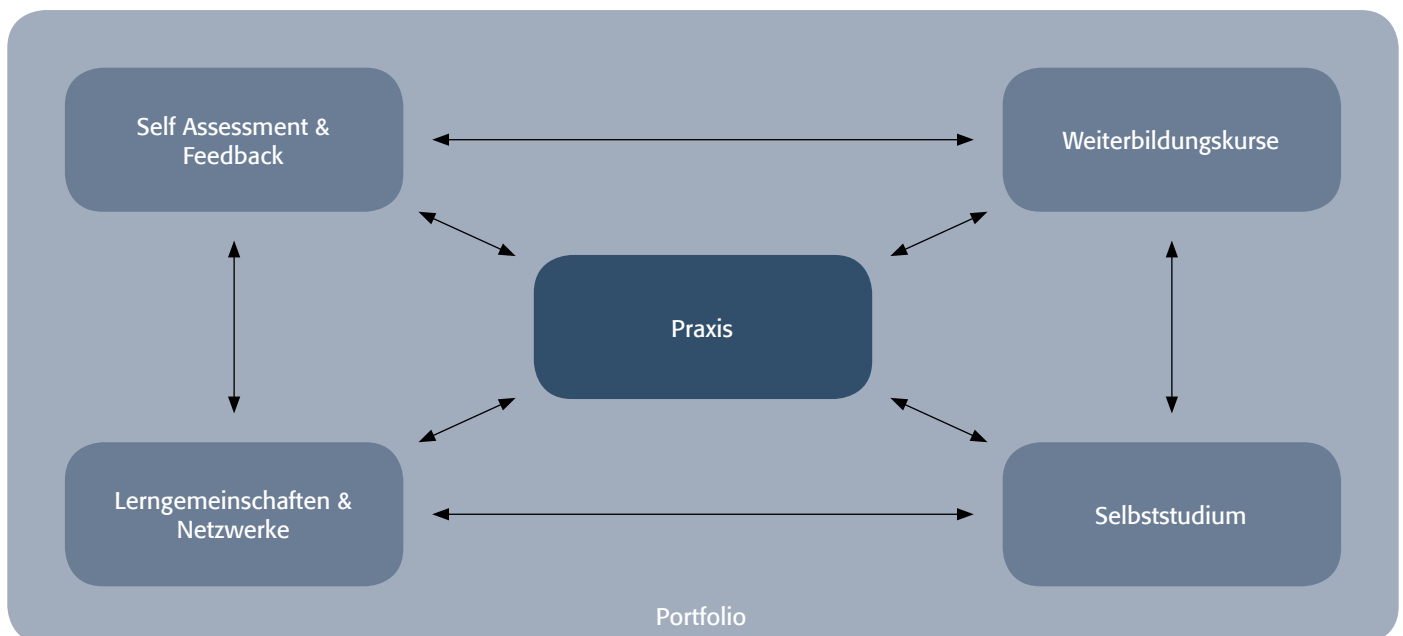 Self Assessment &
Feedback
Weiterbildungskurse
Praxis
Lerngemeinschaften &
Netzwerke
Selbststudium
Portfolio